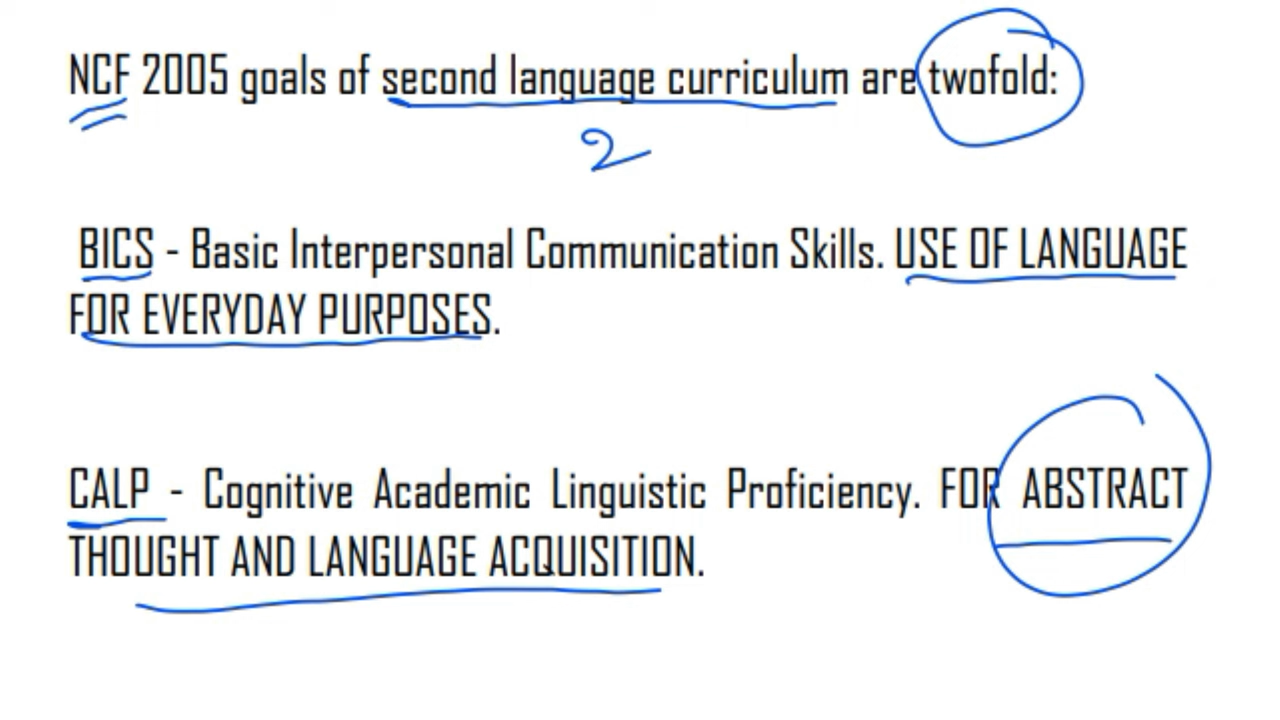 NCF 2005 goals of second language curriculum are twofold:
2
BICS - Basic Interpersonal Communication Skills. USE OF LANGUAGE
FOR EVERYDAY PURPOSES.
CALP - Cognitive Academic Linguistic Proficiency. FOR ABSTRACT
THOUGHT AND LANGUAGE ACQUISITION.